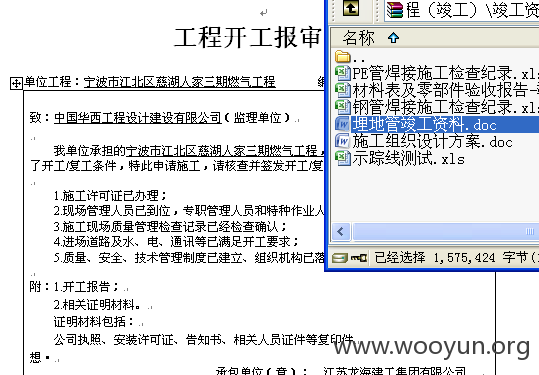 工程开工报审
单位工程：宁波市江北区慈湖人家三期燃气工程
致：中国华西工程设计建设有限公司（监理单位）
我单位承担的宁波市江北区慈湖人家三期燃气工程，
了开工/复工条件，特此申请施工，请核查并签发开工/复
1.施工许可证已办理；
2.现场管理人员已到位，专职管理人员和特种作业人
3.施工现场质量管理检查记录已经检查确认；
4.进场道路及水、电、通讯等已满足开工要求；
5.质量、安全、技术管理制度已建立、组织机构已落
附：1.开工报告；
2.相关证明材料。
证明材料包括：
公司执照、安装许可证、告知书、相关人员证件等复印件
想。
承包单位（章）：江苏龙海建工集团有限公司
程（竣工）\竣工资
名称
..
PE管焊接施工检查纪录.xls
材料表及零部件验收报告-
钢管焊接施工检查纪录.xls
埋地管竣工资料.doc
施工组织设计方案.doc
示踪线测试.xls
已经选择 1,575,424 字节(1
www.wooyun.org